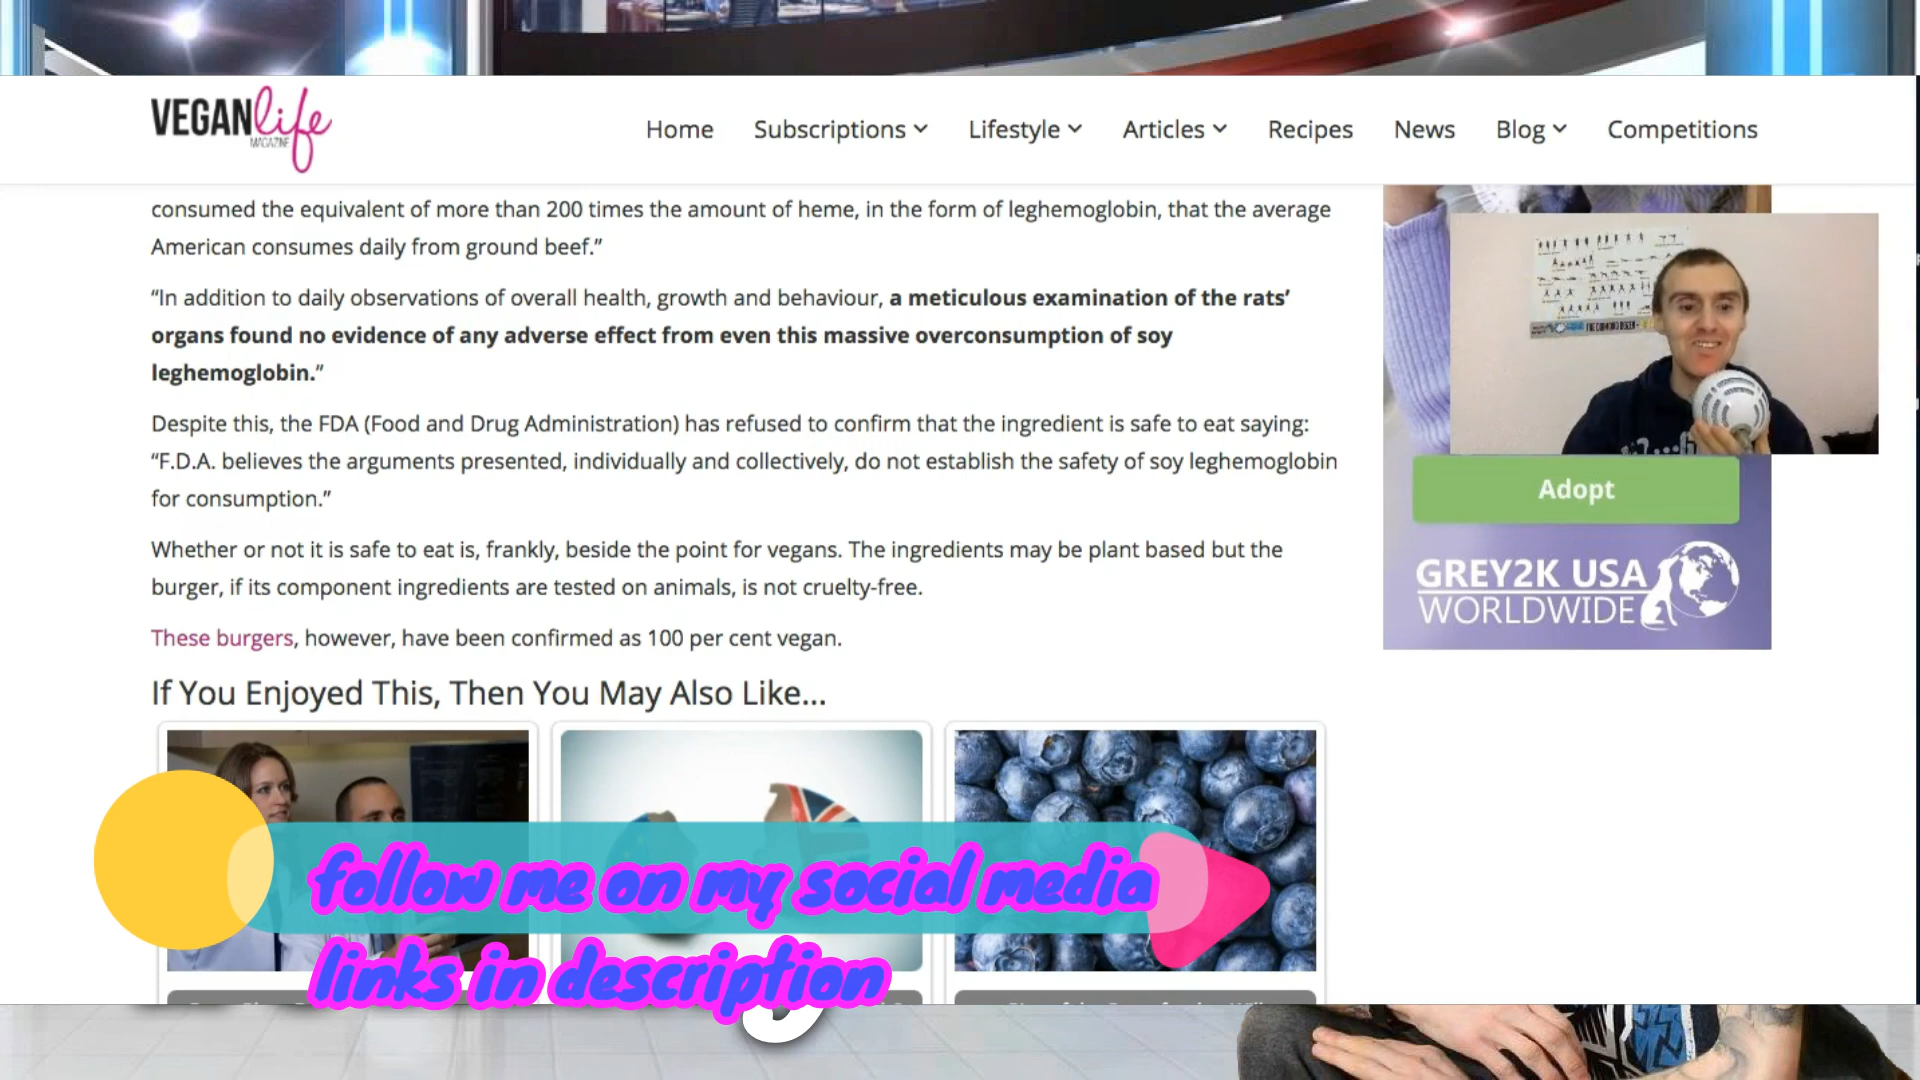 VEGANlife
MAGAZINE
Home Subscriptions Lifestyle Articles Recipes News Blog Competitions
consumed the equivalent of more than 200 times the amount of heme, in the form of leghemoglobin, that the average
American consumes daily from ground beef.”
“In addition to daily observations of overall health, growth and behaviour, a meticulous examination of the rats’
organs found no evidence of any adverse effect from even this massive overconsumption of soy
leghemoglobin.”
Despite this, the FDA (Food and Drug Administration) has refused to confirm that the ingredient is safe to eat saying:
“F.D.A. believes the arguments presented, individually and collectively, do not establish the safety of soy leghemoglobin
for consumption.”
Whether or not it is safe to eat is, frankly, beside the point for vegans. The ingredients may be plant based but the
burger, if its component ingredients are tested on animals, is not cruelty-free.
These burgers, however, have been confirmed as 100 per cent vegan.
If You Enjoyed This, Then You May Also Like...
Adopt
GREY2K USA
WORLDWIDE
follow me on my social media
links in description